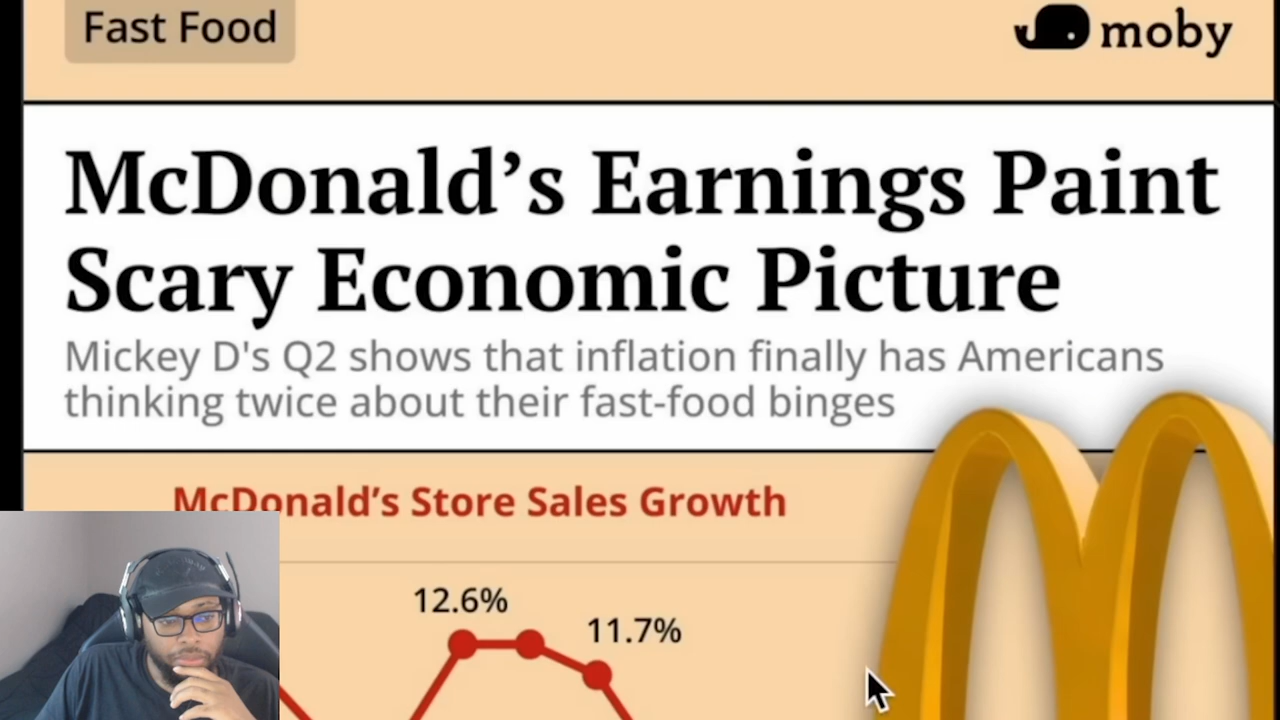 Fast Food
moby
McDonald's Earnings Paint
Scary Economic Picture
Mickey D's Q2 shows that inflation finally has Americans
thinking twice about their fast-food binges
McDonald's Store Sales Growth
12.6%
11.7%